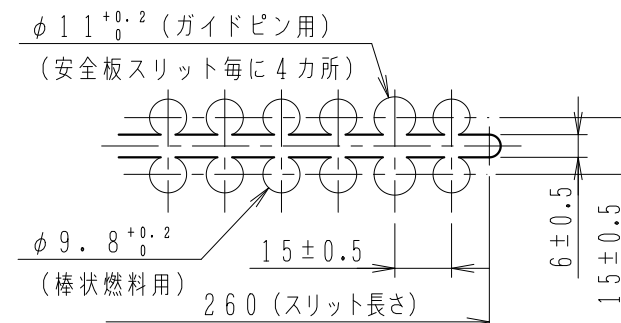 φ11 +0.2 0 (ガイドピン用)
(安全板スリット毎に4カ所)
φ9.8 +0.2 0
(棒状燃料用)
15±0.5
260(スリット長さ)
6±0.5
15±0.5